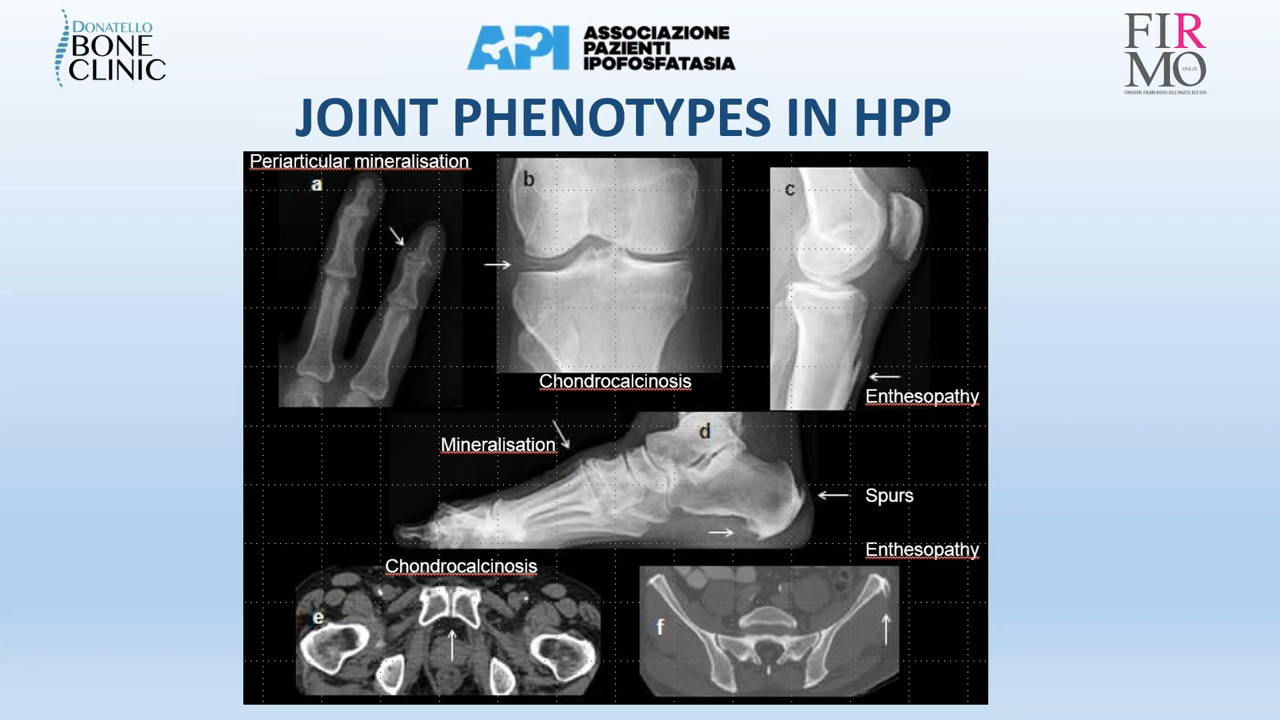 DONATELLO
BONE
CLINIC
API
ASSOCIAZIONE
PAZIENTI
IPOFOSFATASIA
FIR
MO
ONLUS
JOINT PHENOTYPES IN HPP
Periarticular mineralisation
a
b
c
Chondrocalcinosis
Enthesopathy
Mineralisation
d
Spurs
Enthesopathy
Chondrocalcinosis
e
f